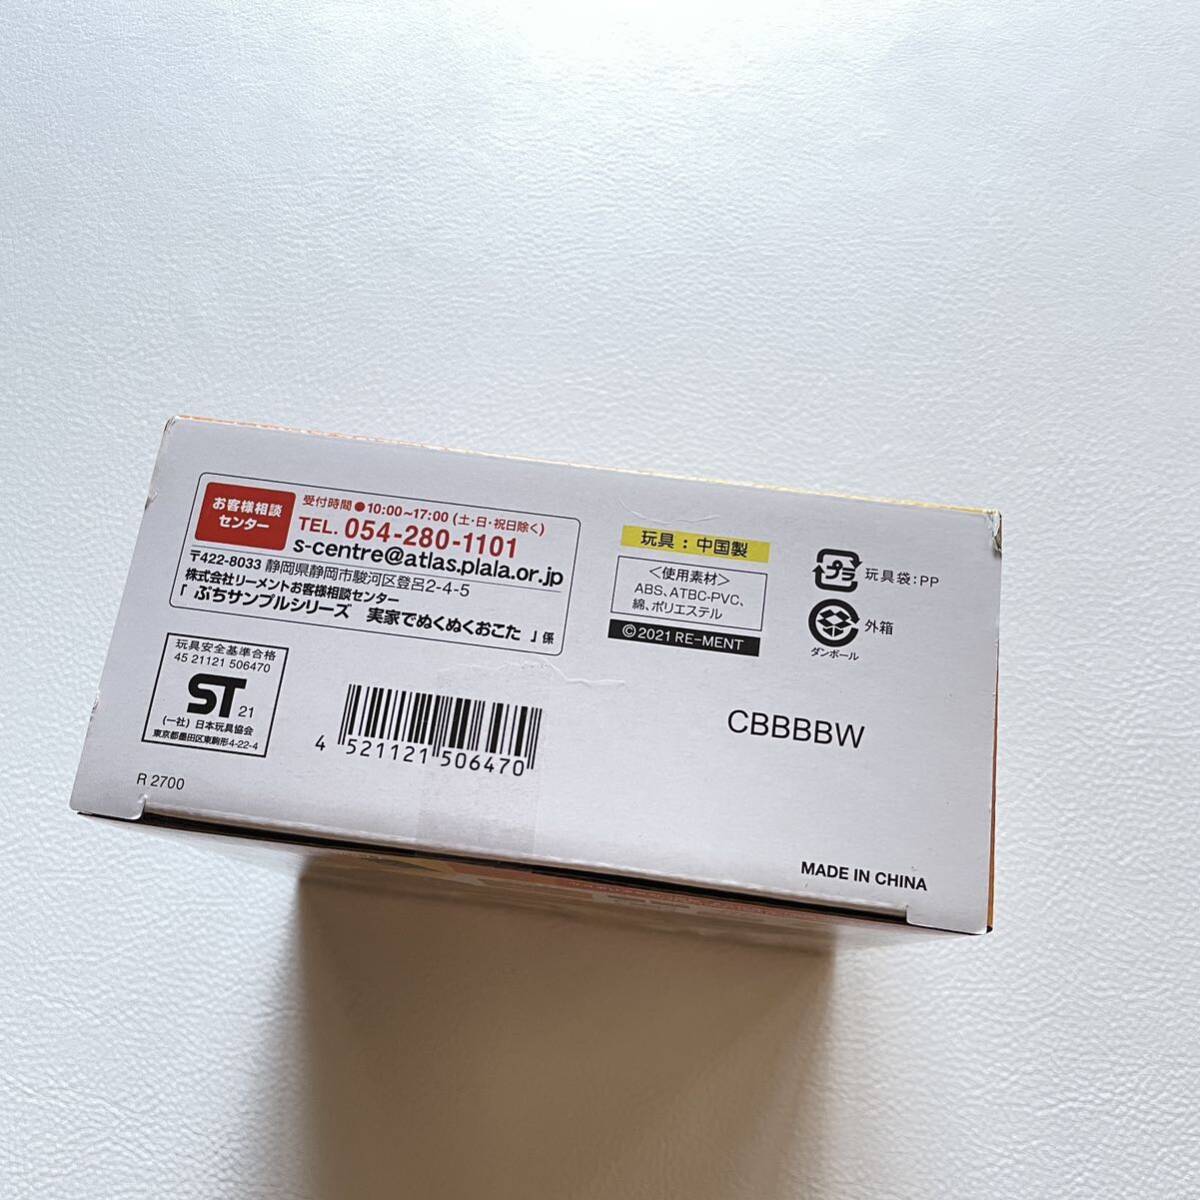 お客様相談
センター
受付時間●10:00~17:00 (土・日・祝日除く)
TEL. 054-280-1101
s-centre@atlas.plala.or.jp
〒422-8033 静岡県静岡市駿河区登呂2-4-5
株式会社リーメントお客様相談センター
「 ぷちサンプルシリーズ 実家でぬくぬくおこた 」係
玩具安全基準合格
45 21121 506470
ST 21
(一社) 日本玩具協会
東京都墨田区東駒形4-22-4
R 2700
4 521121 506470
玩具:中国製
<使用素材>
ABS、ATBC-PVC、
綿、ポリエステル
©2021 RE-MENT
プラ 玩具袋:PP
外箱
ダンボール
CBBBBW
MADE IN CHINA